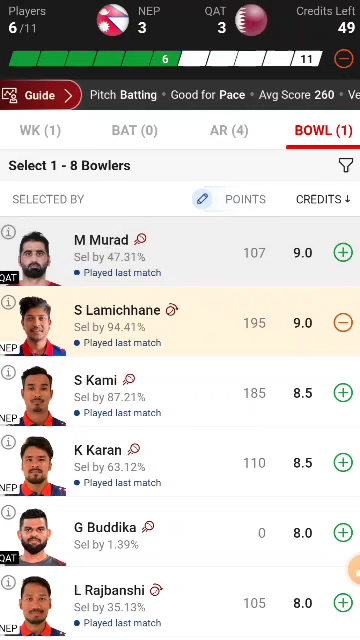 Players
NEP
QAT
Credits Left
6/11
3
3
49
6
11
Guide
Pitch Batting • Good for Pace • Avg Score 260 • Ve
WK (1)
BAT (0)
AR (4)
BOWL (1)
Select 1 - 8 Bowlers
SELECTED BY
POINTS
CREDITS↓
M Murad
Sel by 47.31%
107
9.0
Played last match
QAT
S Lamichhane
Sel by 94.41%
195
9.0
Played last match
NEP
S Kami
Sel by 87.21%
185
8.5
Played last match
NEP
K Karan
Sel by 63.12%
110
8.5
Played last match
NEP
G Buddika
Sel by 1.39%
0
8.0
QAT
L Rajbanshi
Sel by 35.13%
105
8.0
Played last match
NEP